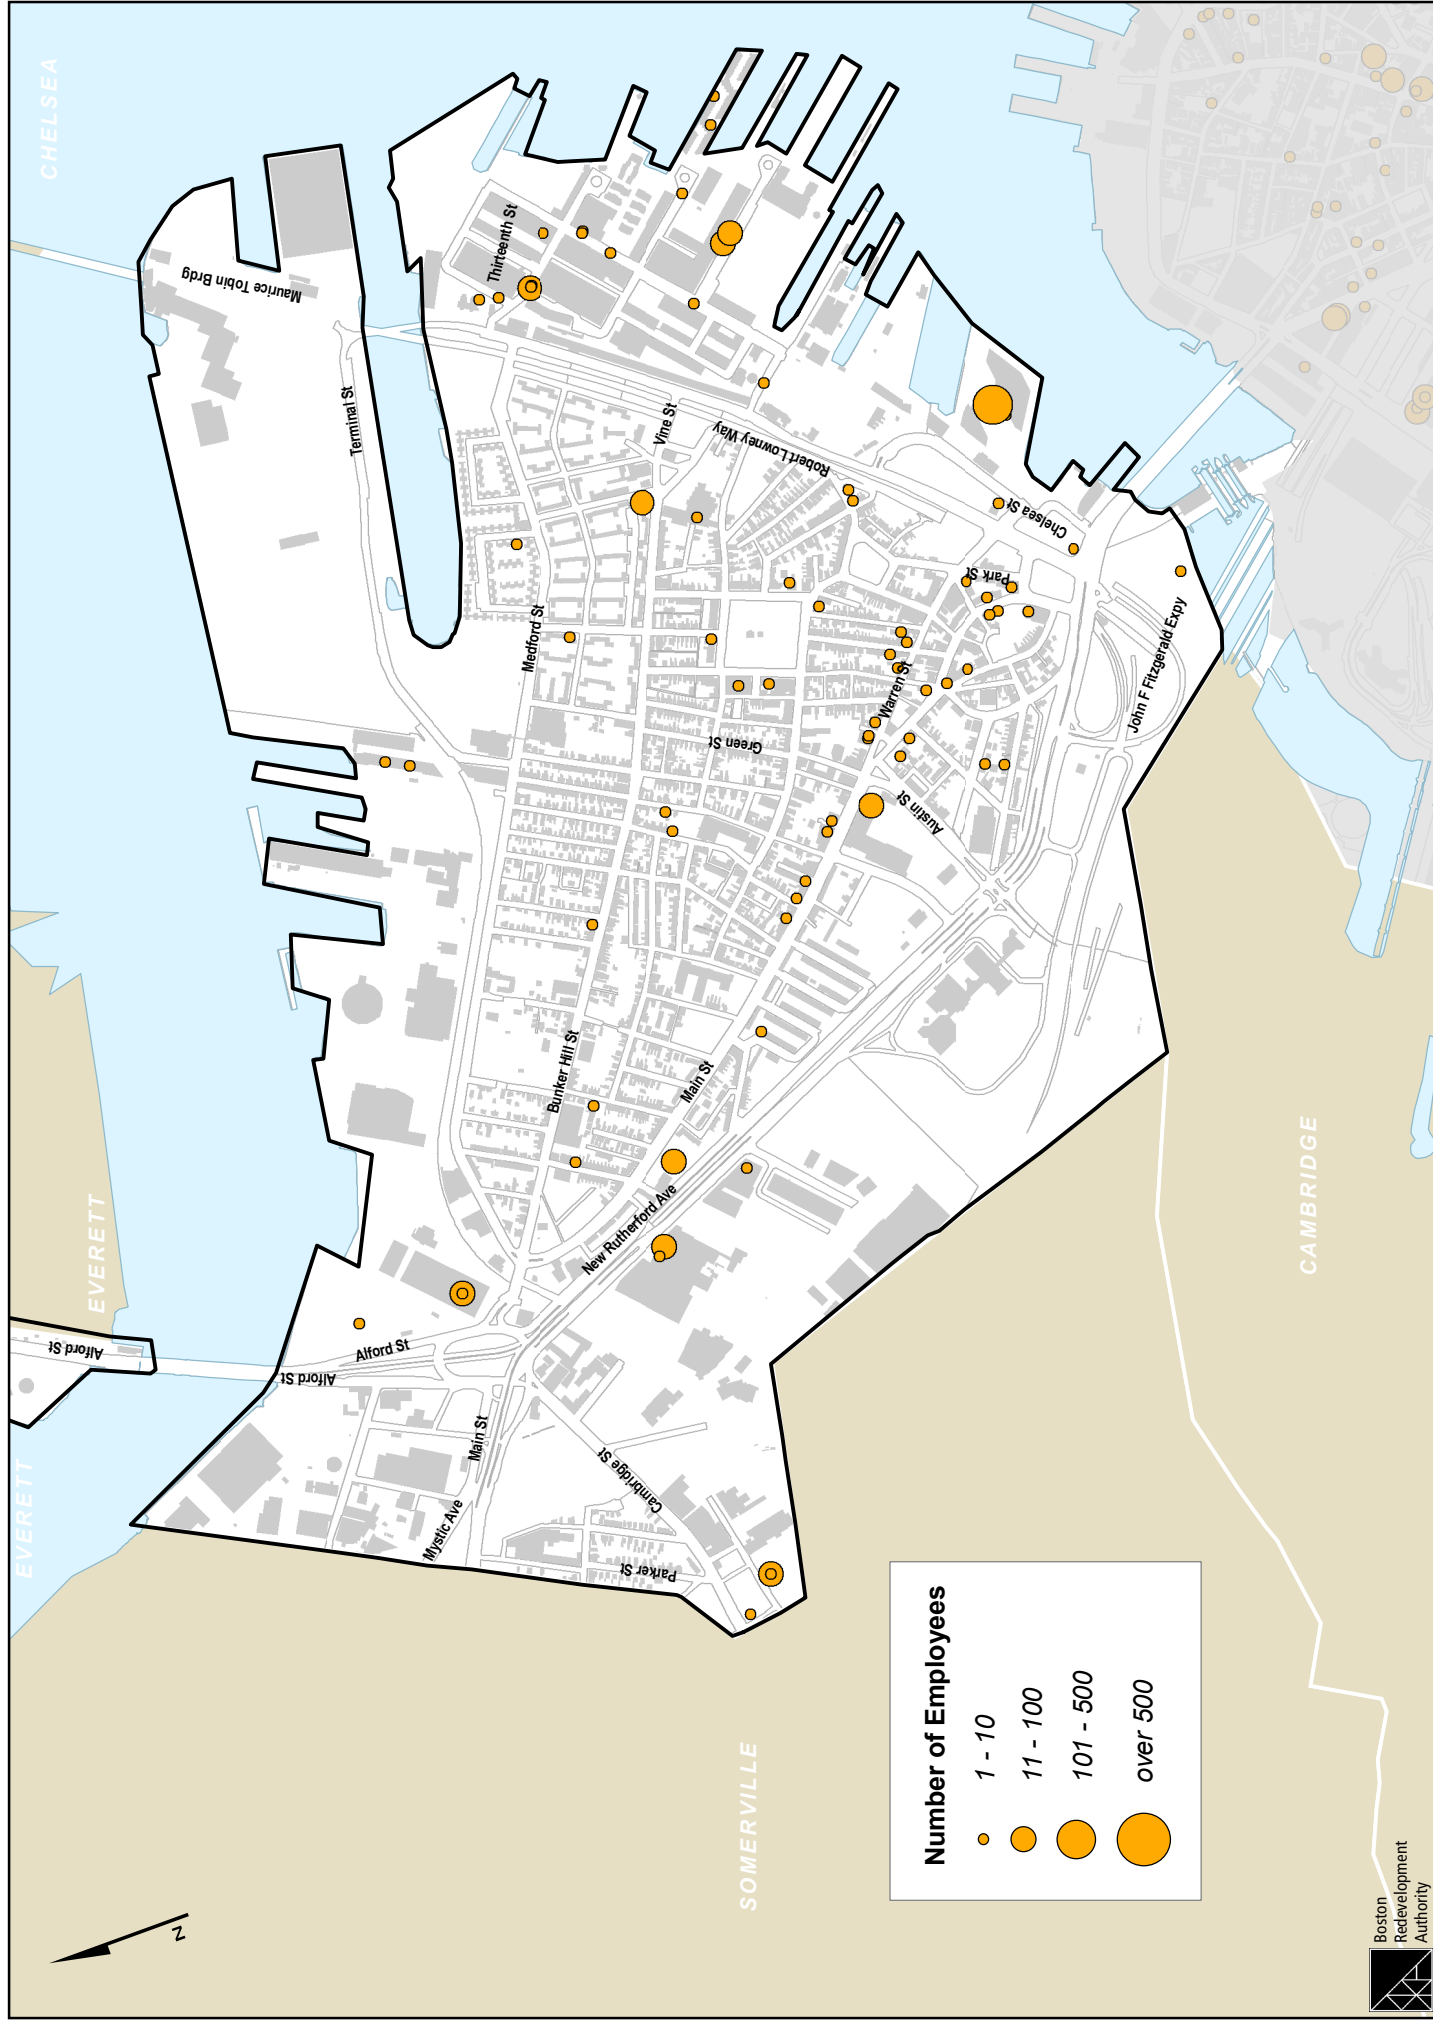 CHELSEA
EVERETT
EVERETT
SOMERVILLE
CAMBRIDGE
Maurice Tobin Brdg
Terminal St
Thirteenth St
Vine St
Robert Lowney Way
Chelsea St
Park St
Medford St
Warren St
John F Fitzgerald Expy
Green St
Austin St
Bunker Hill St
Main St
New Rutherford Ave
Alford St
Alford St
Alford St
Main St
Mystic Ave
Cambridge St
Parker St
Number of Employees
1 - 10
11 - 100
101 - 500
over 500
N
Boston
Redevelopment
Authority